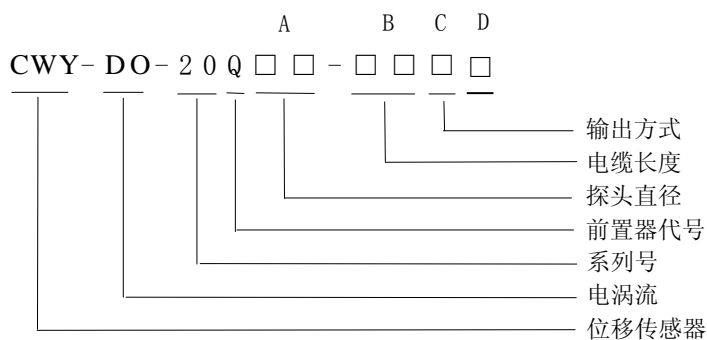 A B C D
CWY-DO-20Q□□-□□□□
输出方式
电缆长度
探头直径
前置器代号
系列号
电涡流
位移传感器